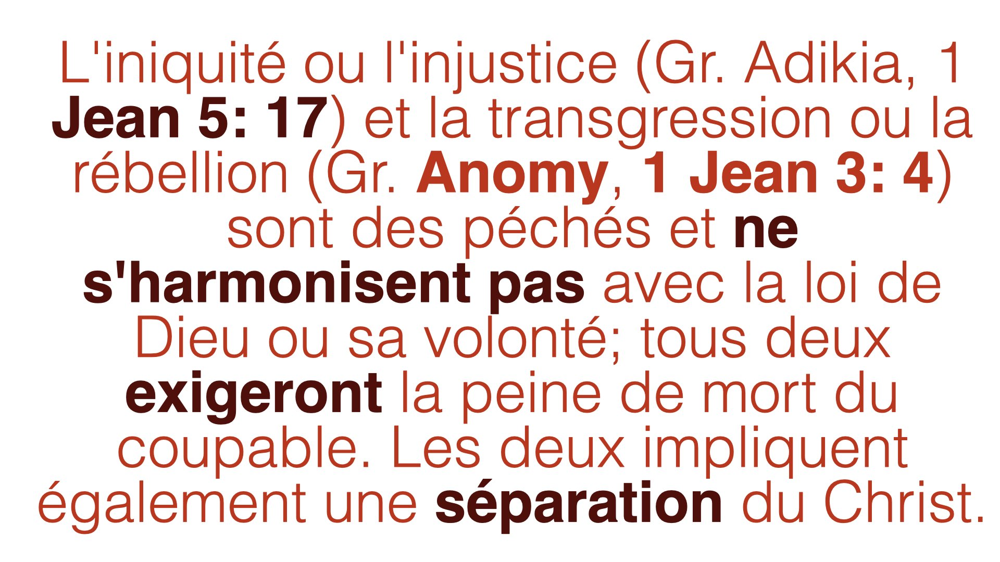 L'iniquité ou l'injustice (Gr. Adikia, 1
Jean 5: 17) et la transgression ou la
rébellion (Gr. Anomy, 1 Jean 3: 4)
sont des péchés et ne
s'harmonisent pas avec la loi de
Dieu ou sa volonté; tous deux
exigeront la peine de mort du
coupable. Les deux impliquent
également une séparation du Christ.